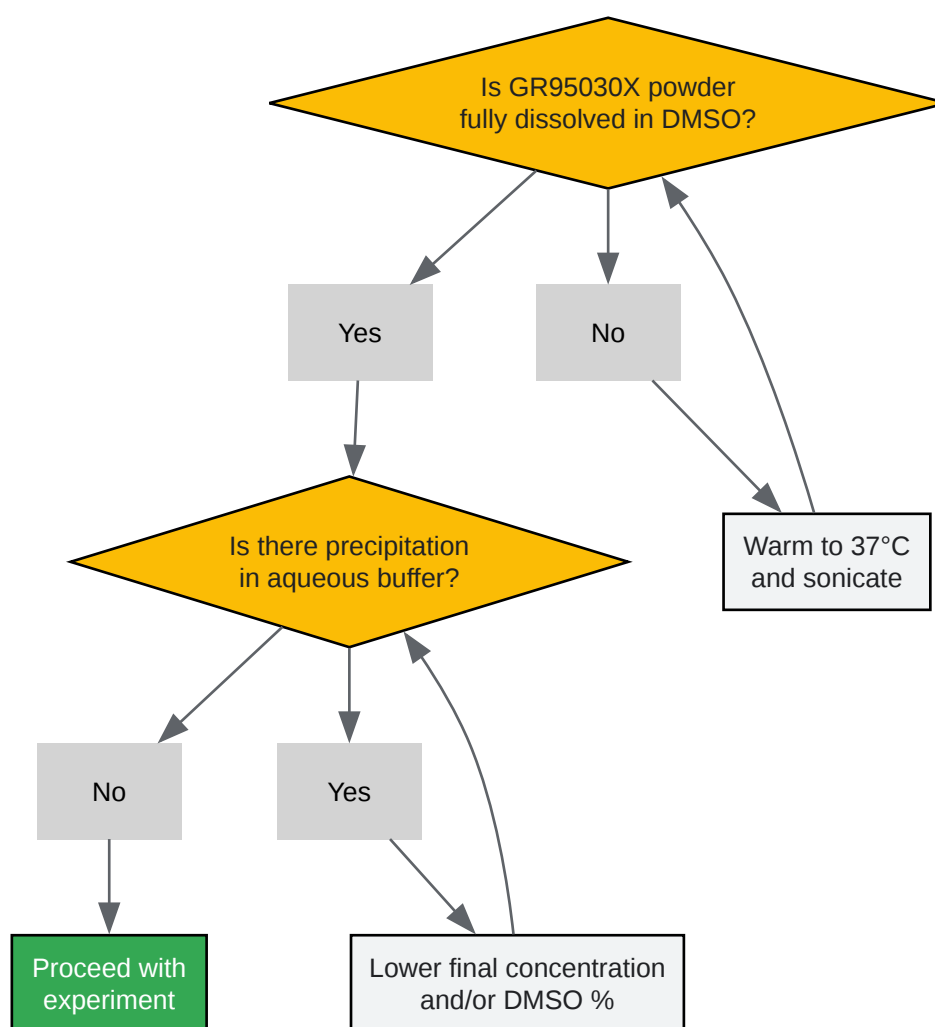 Is GR95030X powder
fully dissolved in DMSO?
Yes
No
Warm to 37°C
and sonicate
Is there precipitation
in aqueous buffer?
No
Yes
Proceed with
experiment
Lower final concentration
and/or DMSO %